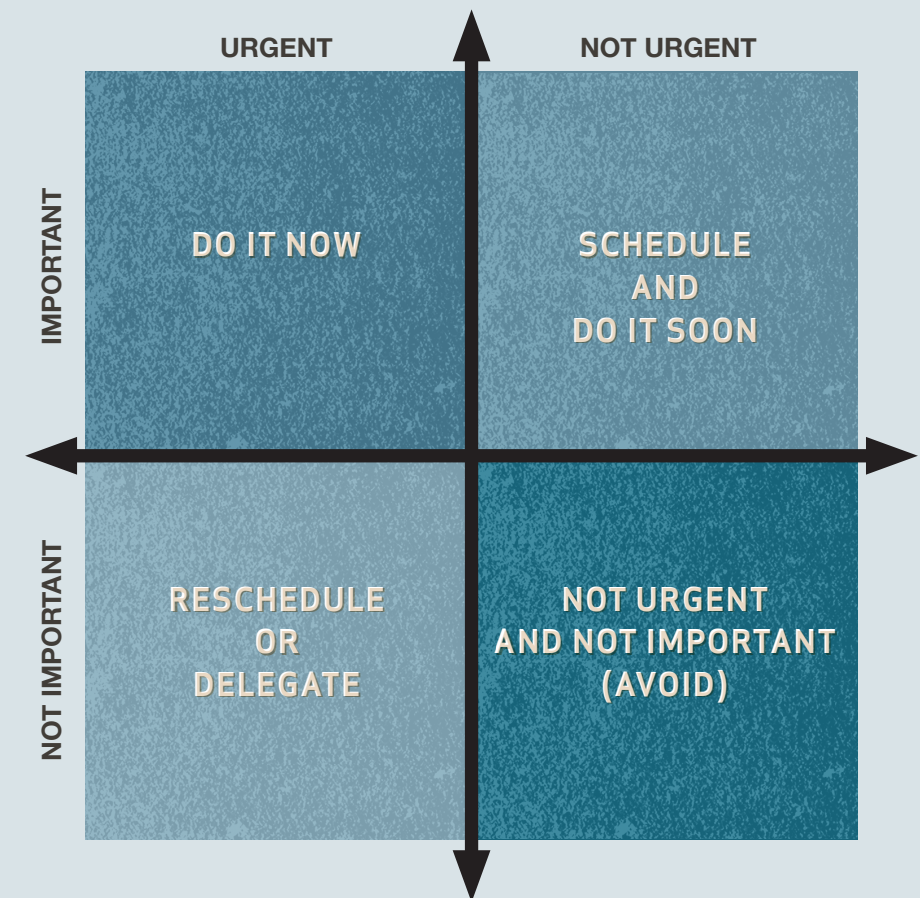 URGENT
NOT URGENT
IMPORTANT
DO IT NOW
SCHEDULE
AND
DO IT SOON
NOT IMPORTANT
RESCHEDULE
OR
DELEGATE
NOT URGENT
AND NOT IMPORTANT
(AVOID)